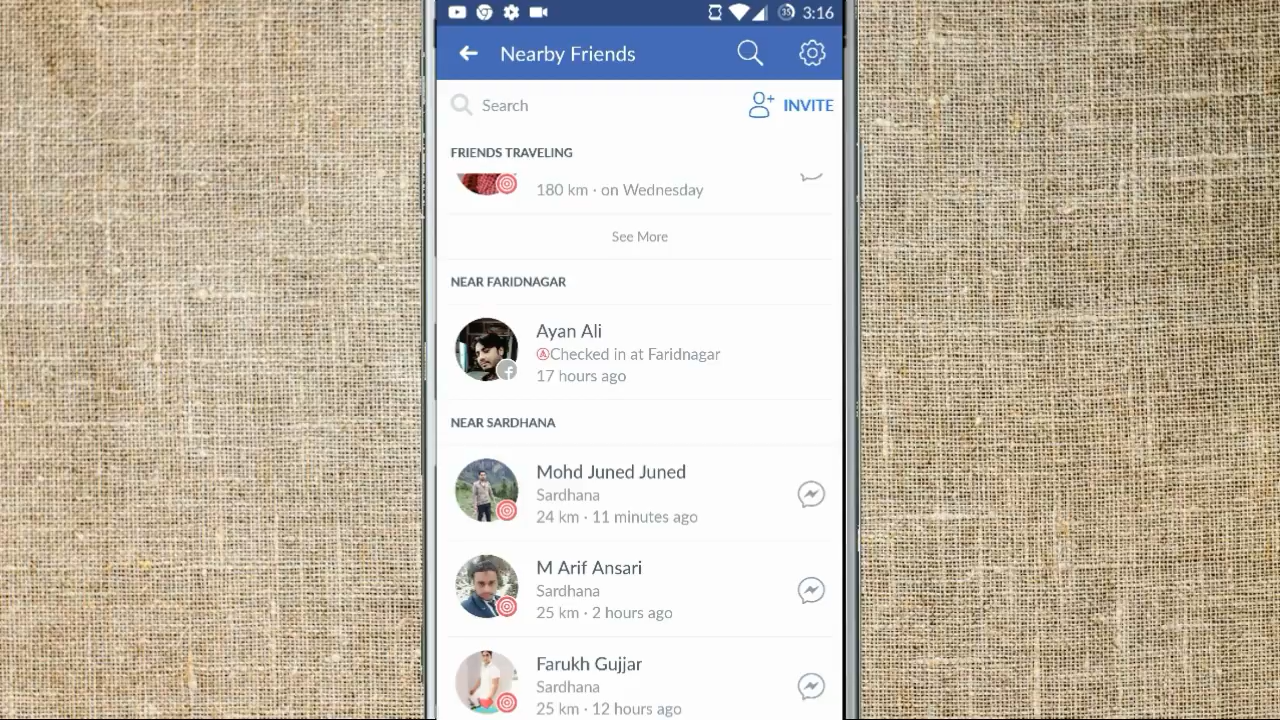 35 3:16
Nearby Friends
Search INVITE
FRIENDS TRAVELING
180 km · on Wednesday
See More
NEAR FARIDNAGAR
Ayan Ali
Checked in at Faridnagar
17 hours ago
NEAR SARDHANA
Mohd Juned Juned
Sardhana
24 km · 11 minutes ago
M Arif Ansari
Sardhana
25 km · 2 hours ago
Farukh Gujjar
Sardhana
25 km · 12 hours ago